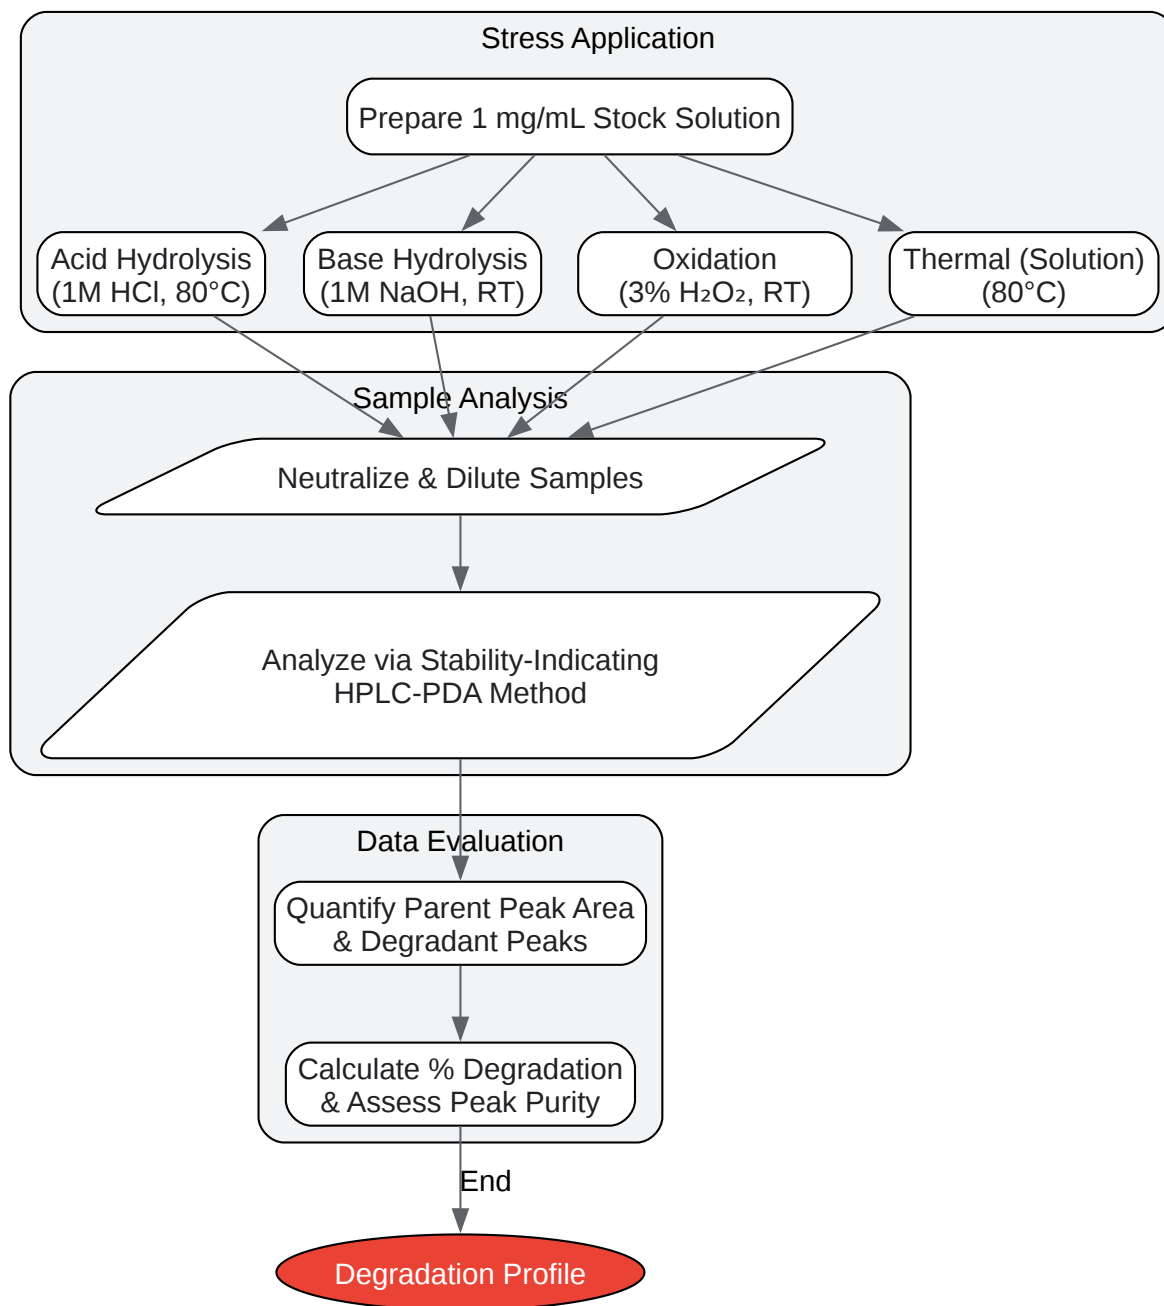 Stress Application
Prepare 1 mg/mL Stock Solution
Acid Hydrolysis
(1M HCl, 80°C)
Base Hydrolysis
(1M NaOH, RT)
Oxidation
(3% H₂O₂, RT)
Thermal (Solution)
(80°C)
Sample Analysis
Neutralize & Dilute Samples
Analyze via Stability-Indicating
HPLC-PDA Method
Data Evaluation
Quantify Parent Peak Area
& Degradant Peaks
Calculate % Degradation
& Assess Peak Purity
End
Degradation Profile